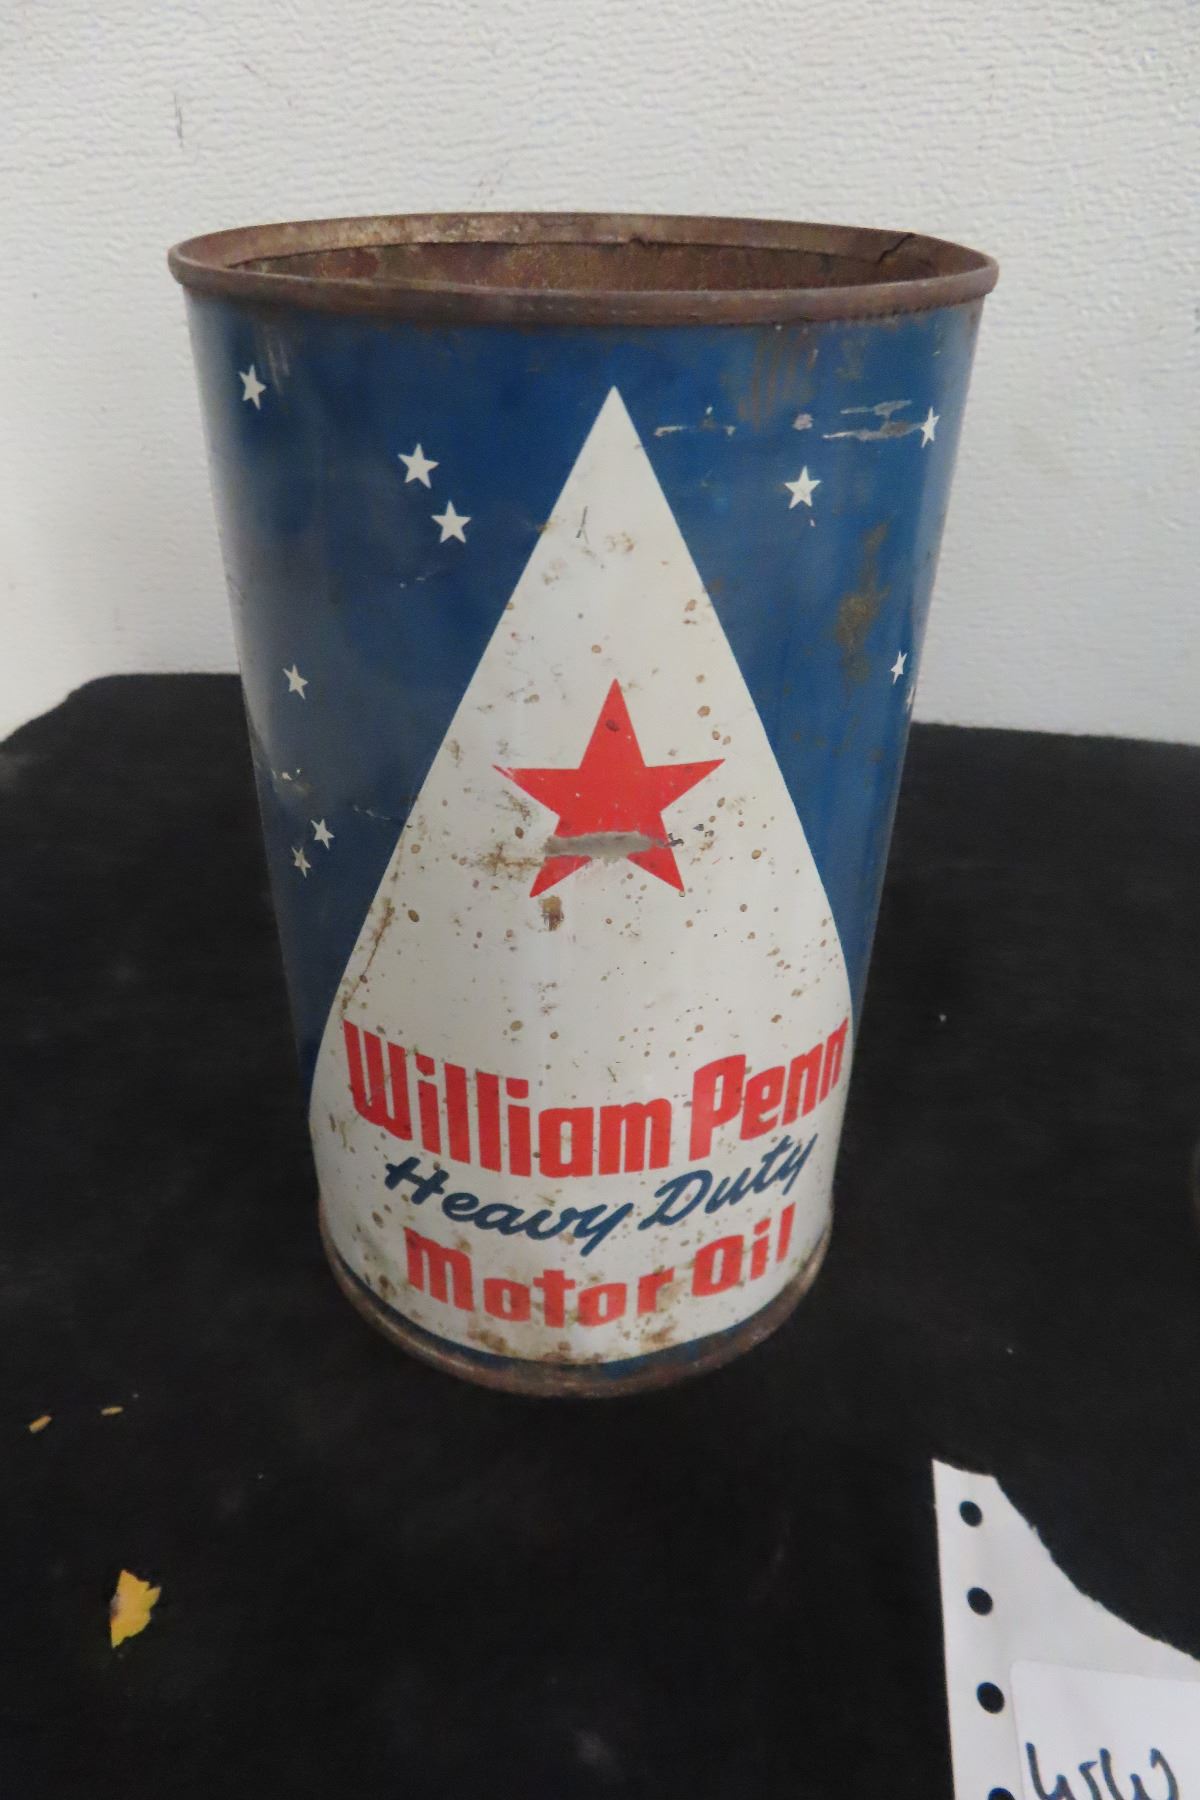 William Penn
Heavy Duty
Motor Oil